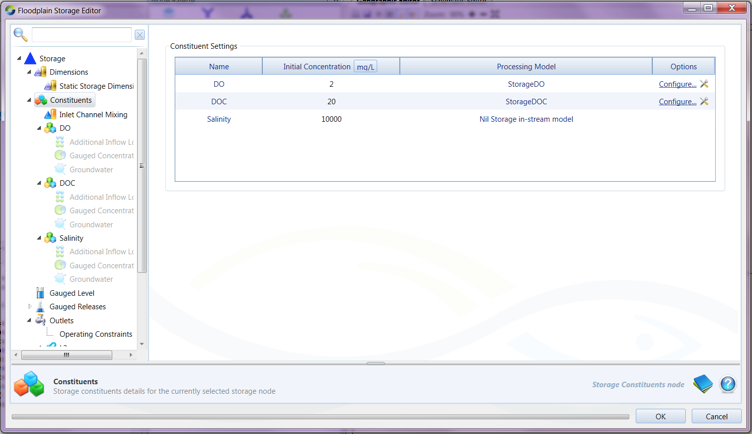 Floodplain Storage Editor
Storage
Dimensions
Static Storage Dimensi
Constituents
Inlet Channel Mixing
DO
Additional Inflow Lo
Gauged Concentrat
Groundwater
DOC
Additional Inflow Lo
Gauged Concentrat
Groundwater
Salinity
Additional Inflow Lo
Gauged Concentrat
Groundwater
Gauged Level
Gauged Releases
Outlets
Operating Constraints
Constituent Settings
Name Initial Concentration mg/L Processing Model Options
DO 2 StorageDO Configure...
DOC 20 StorageDOC Configure...
Salinity 10000 Nil Storage in-stream model
Constituents
Storage constituents details for the currently selected storage node
Storage Constituents node
OK Cancel